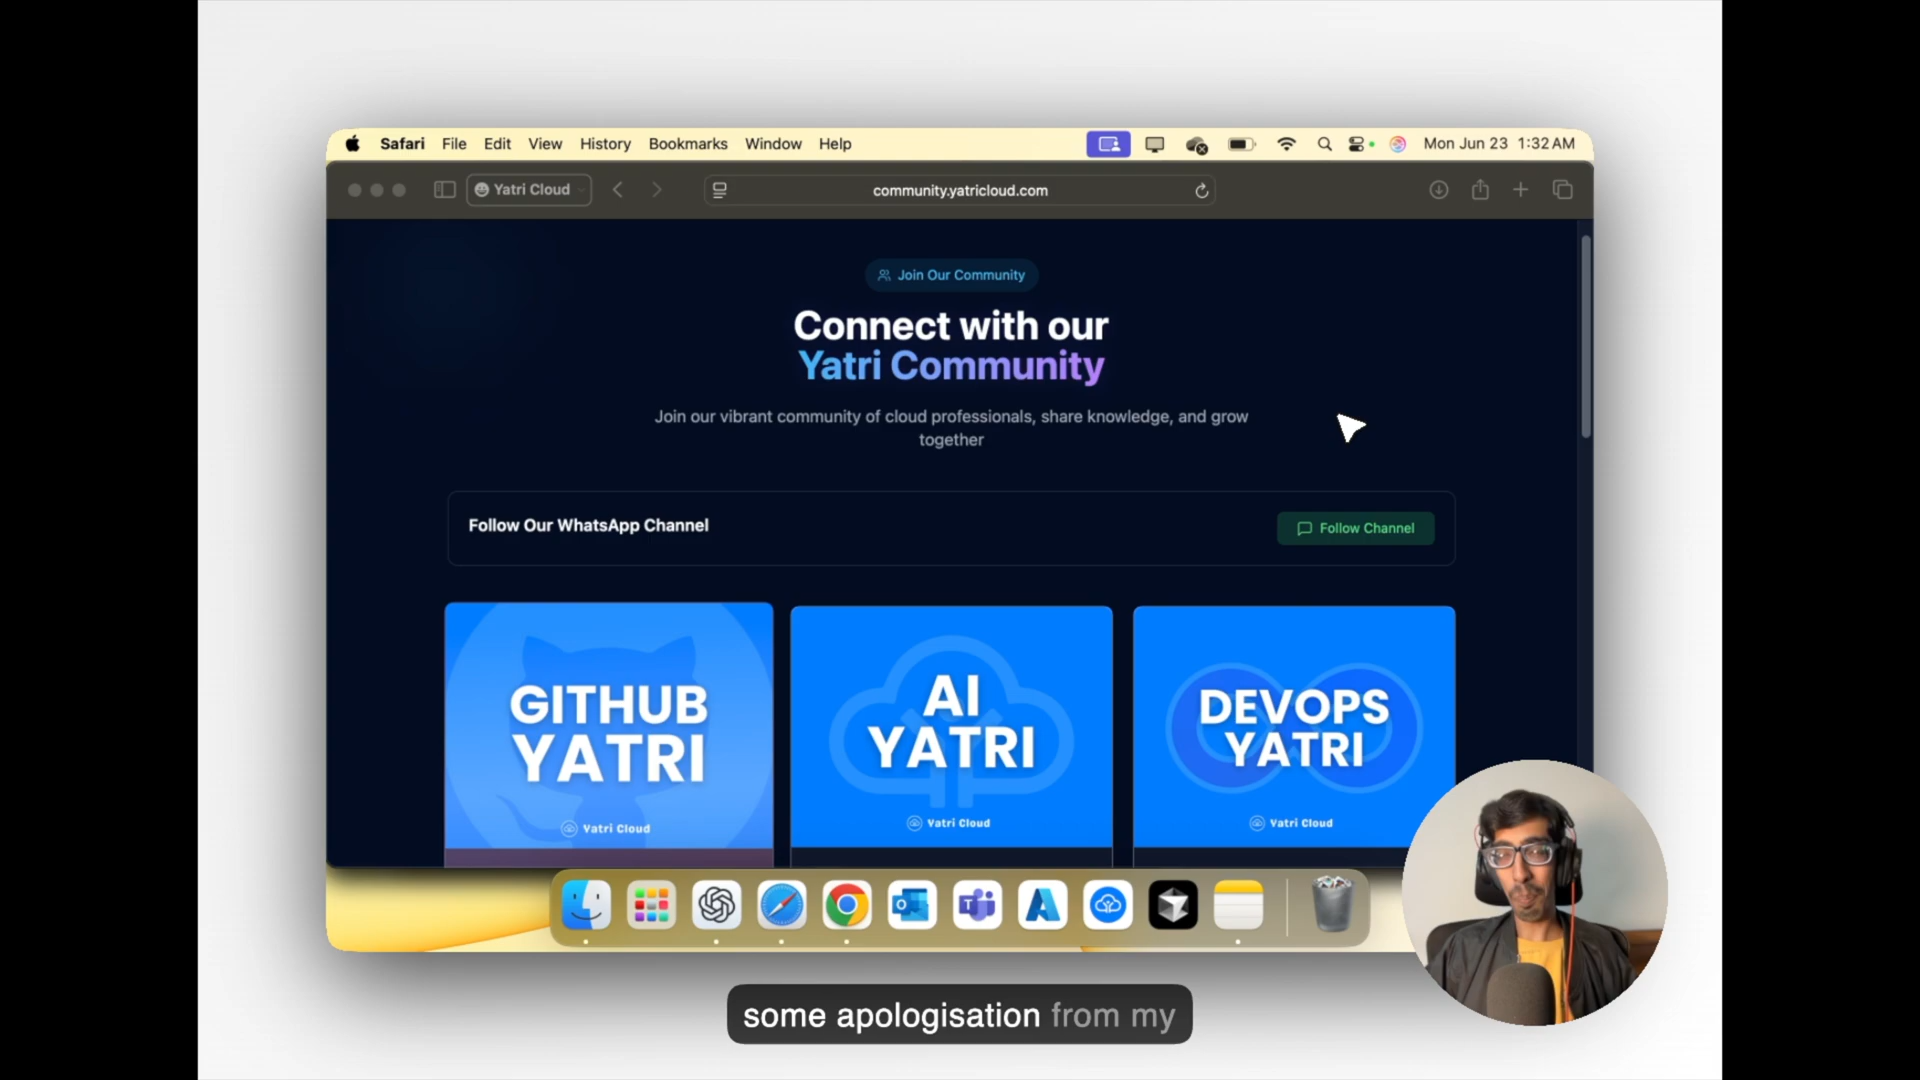 Safari File Edit View History Bookmarks Window Help Mon Jun 23 1:32 AM
Yatri Cloud community.yatricloud.com
Join Our Community
Connect with our
Yatri Community
Join our vibrant community of cloud professionals, share knowledge, and grow
together
Follow Our WhatsApp Channel Follow Channel
GITHUB
YATRI
Yatri Cloud
AI
YATRI
Yatri Cloud
DEVOPS
YATRI
Yatri Cloud
some apologisation from my